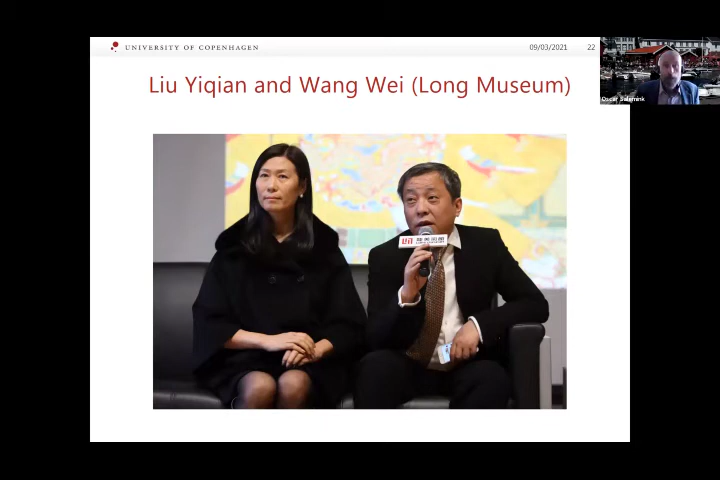 UNIVERSITY OF COPENHAGEN
09/03/2021
22
Liu Yiqian and Wang Wei (Long Museum)
Oscar Salemink